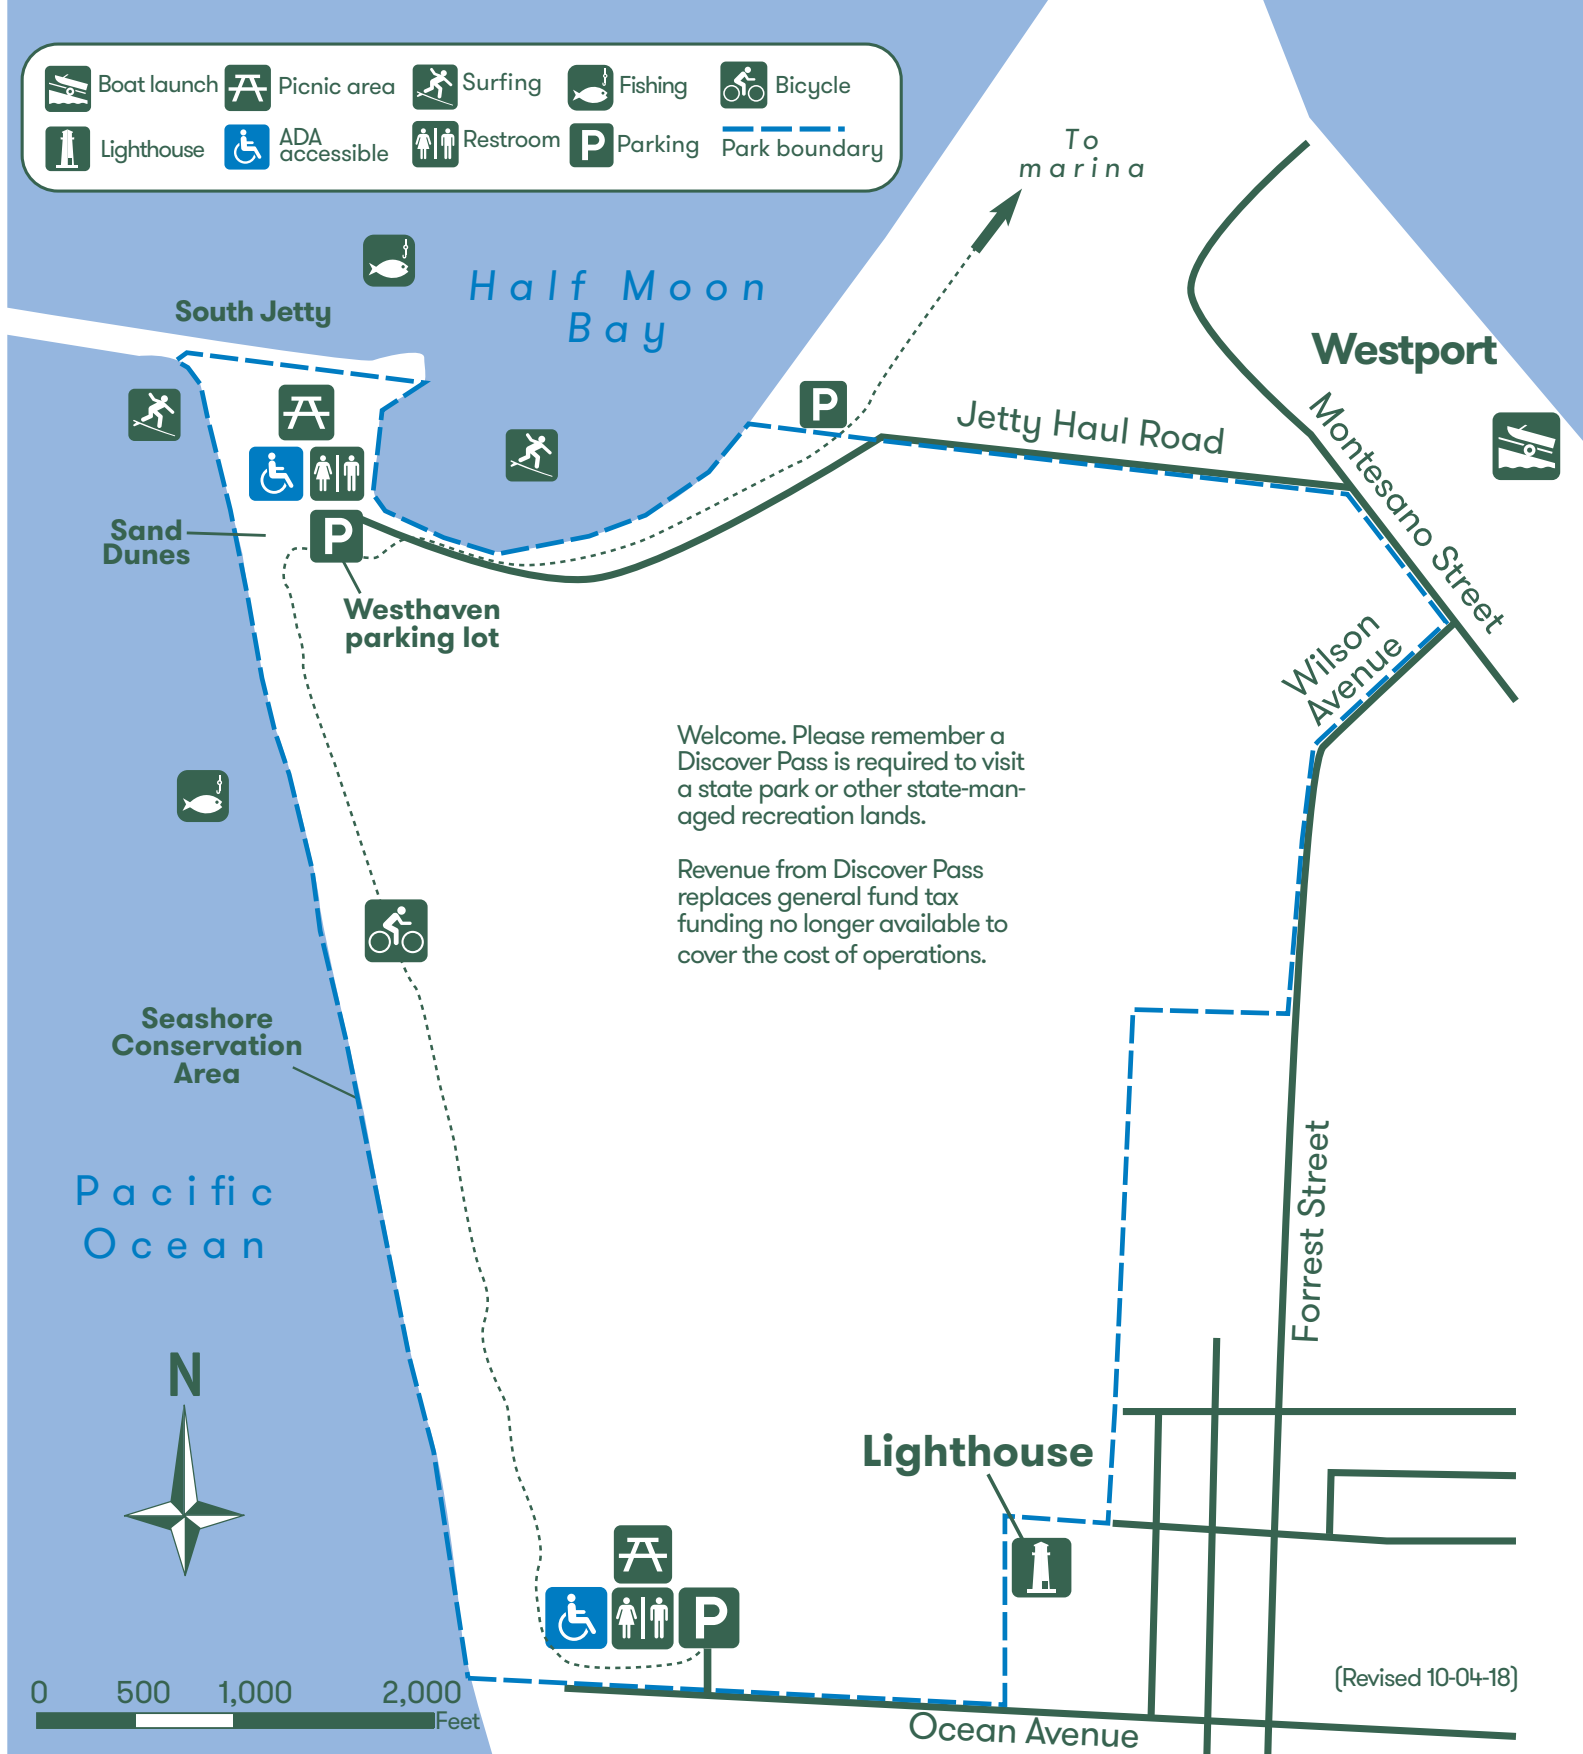 Boat launch
Picnic area
Surfing
Fishing
Bicycle
Lighthouse
ADA
accessible
Restroom
P
Parking
Park boundary
To
marina
Half Moon
Bay
South Jetty
Westport
P
Jetty Haul Road
Montesano Street
Sand
Dunes
P
Westhaven
parking lot
Wilson
Avenue
Welcome. Please remember a
Discover Pass is required to visit
a state park or other state-man-
aged recreation lands.
Revenue from Discover Pass
replaces general fund tax
funding no longer available to
cover the cost of operations.
Seashore
Conservation
Area
Pacific
Ocean
Forrest Street
N
Lighthouse
P
0 500 1,000 2,000
Feet
(Revised 10-04-18)
Ocean Avenue